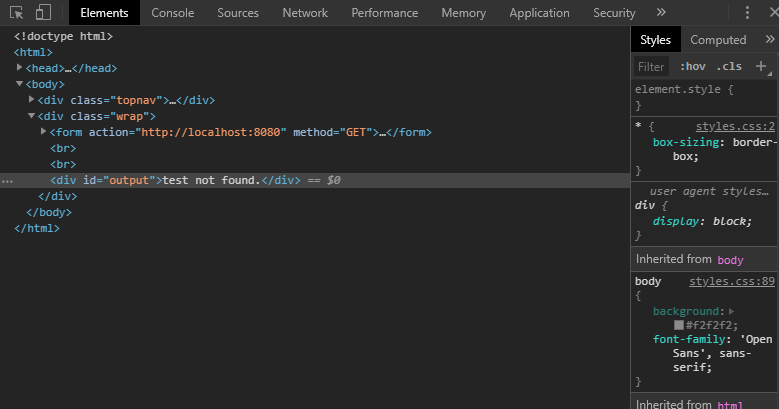 Elements Console Sources Network Performance Memory Application Security »
<!doctype html>
<html>
<head>…</head>
<body>
<div class="topnav">…</div>
<div class="wrap">
<form action="http://localhost:8080" method="GET">…</form>
<br>
<br>
… <div id="output">test not found.</div> == $0
</div>
</body>
</html>
Styles Computed »
Filter :hov .cls +
element.style {
}
* { styles.css:2
box-sizing: border-
box;
}
user agent styles…
div {
display: block;
}
Inherited from body
body styles.css:89
{
background:
#f2f2f2;
font-family: 'Open
Sans', sans-
serif;
}
Inherited from html